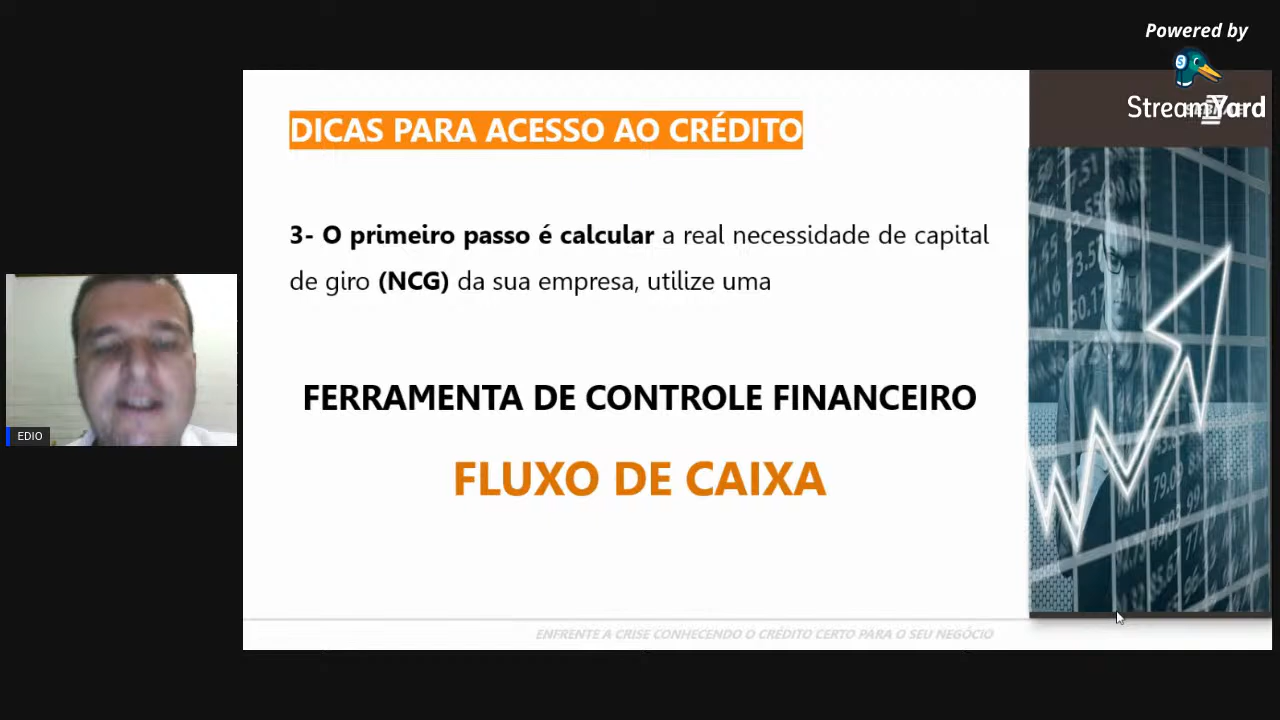 Powered by
StreamYard
DICAS PARA ACESSO AO CRÉDITO
3- O primeiro passo é calcular a real necessidade de capital
de giro (NCG) da sua empresa, utilize uma
FERRAMENTA DE CONTROLE FINANCEIRO
FLUXO DE CAIXA
EDIO
ENFRENTE A CRISE CONHECENDO O CRÉDITO CERTO PARA O SEU NEGÓCIO